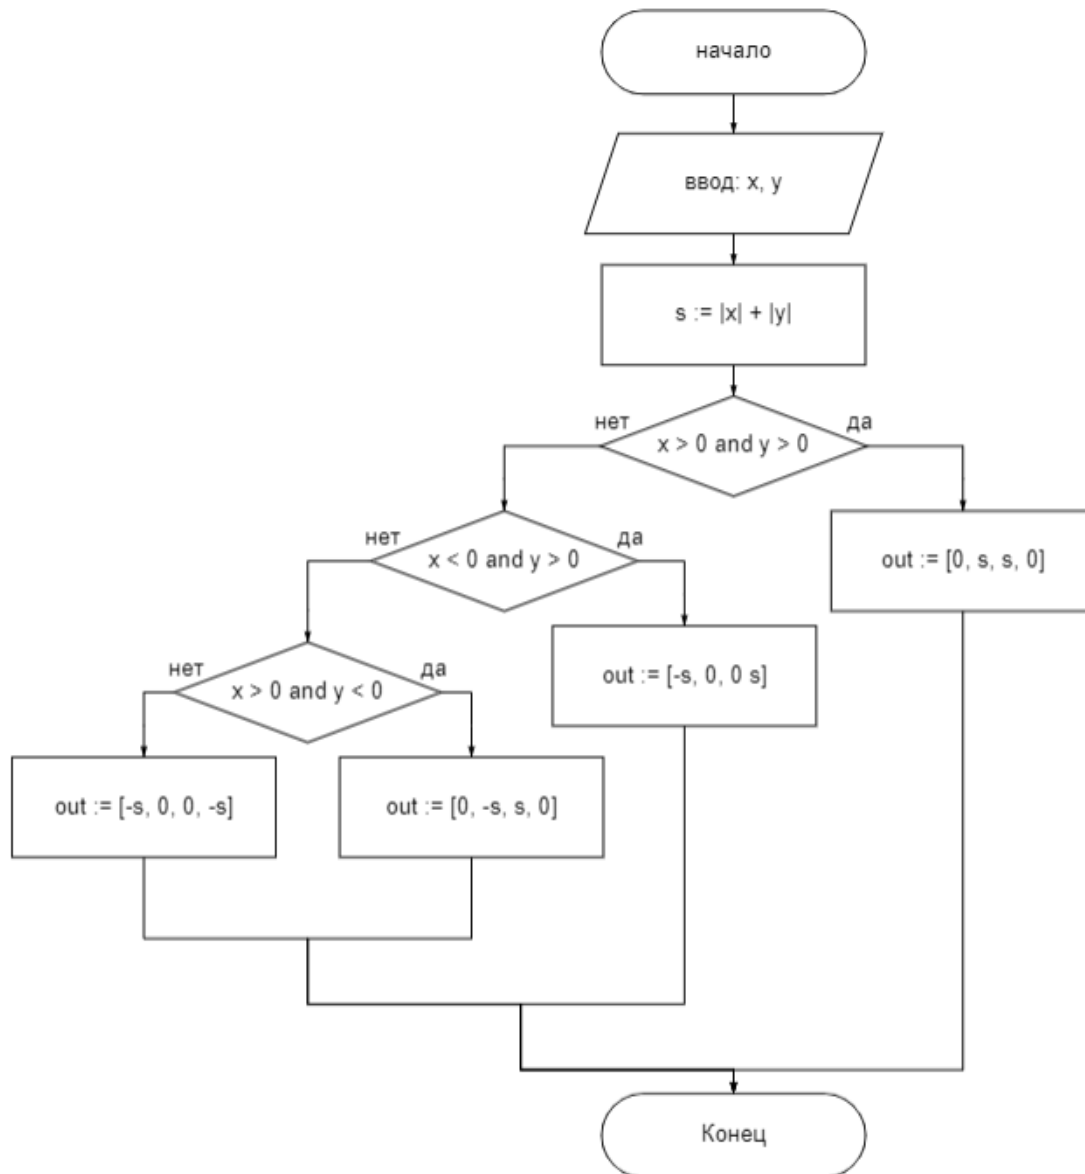 начало
ввод: x, y
s := |x| + |y|
нет
x > 0 and y > 0
да
нет
x < 0 and y > 0
да
out := [0, s, s, 0]
нет
x > 0 and y < 0
да
out := [-s, 0, 0 s]
out := [-s, 0, 0, -s]
out := [0, -s, s, 0]
Конец